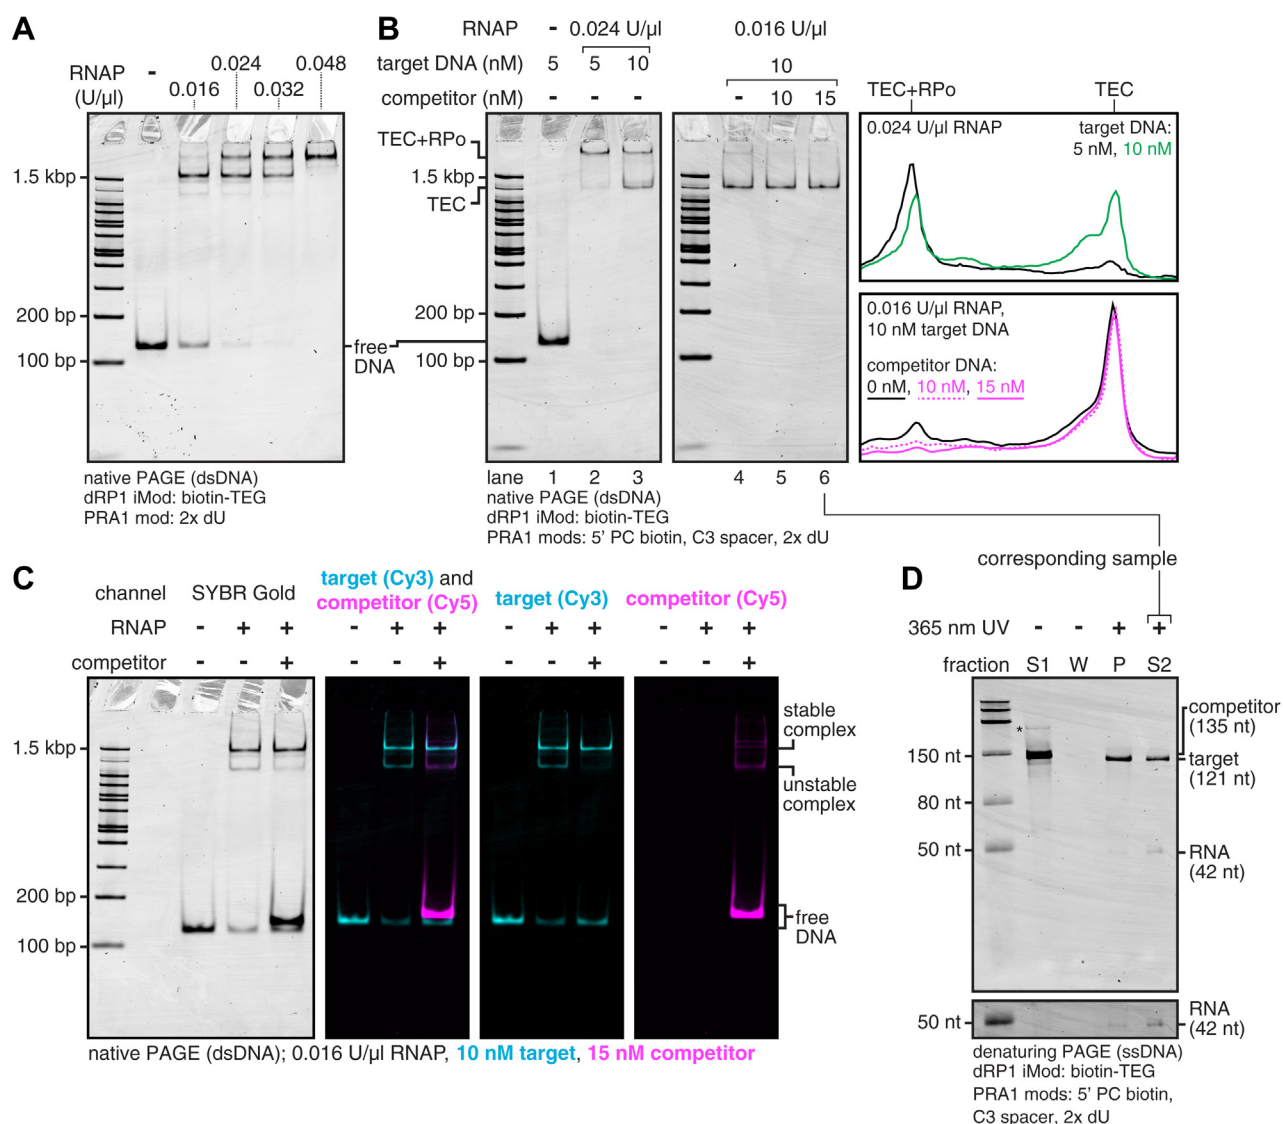 A
RNAP
(U/µl)
-
0.016
0.024
0.032
0.048
1.5 kbp
200 bp
100 bp
free
DNA
native PAGE (dsDNA)
dRP1 iMod: biotin-TEG
PRA1 mod: 2x dU
B
RNAP - 0.024 U/µl 0.016 U/µl
target DNA (nM) 5 5 10 10
competitor (nM) - - - - 10 15
TEC+RPo
1.5 kbp
TEC
200 bp
100 bp
lane 1 2 3 4 5 6
native PAGE (dsDNA)
dRP1 iMod: biotin-TEG
PRA1 mods: 5' PC biotin, C3 spacer, 2x dU
TEC+RPo TEC
0.024 U/µl RNAP
target DNA:
5 nM, 10 nM
0.016 U/µl RNAP,
10 nM target DNA
competitor DNA:
0 nM, 10 nM, 15 nM
corresponding sample
C
channel SYBR Gold
target (Cy3) and
competitor (Cy5)
target (Cy3)
competitor (Cy5)
RNAP - + + - + + - + + - + +
competitor - - + - - + - - + - - +
1.5 kbp
200 bp
100 bp
stable
complex
unstable
complex
free
DNA
native PAGE (dsDNA); 0.016 U/µl RNAP, 10 nM target, 15 nM competitor
D
365 nm UV - - + +
fraction S1 W P S2
*
150 nt
80 nt
50 nt
competitor
(135 nt)
target
(121 nt)
RNA
(42 nt)
50 nt
RNA
(42 nt)
denaturing PAGE (ssDNA)
dRP1 iMod: biotin-TEG
PRA1 mods: 5' PC biotin,
C3 spacer, 2x dU